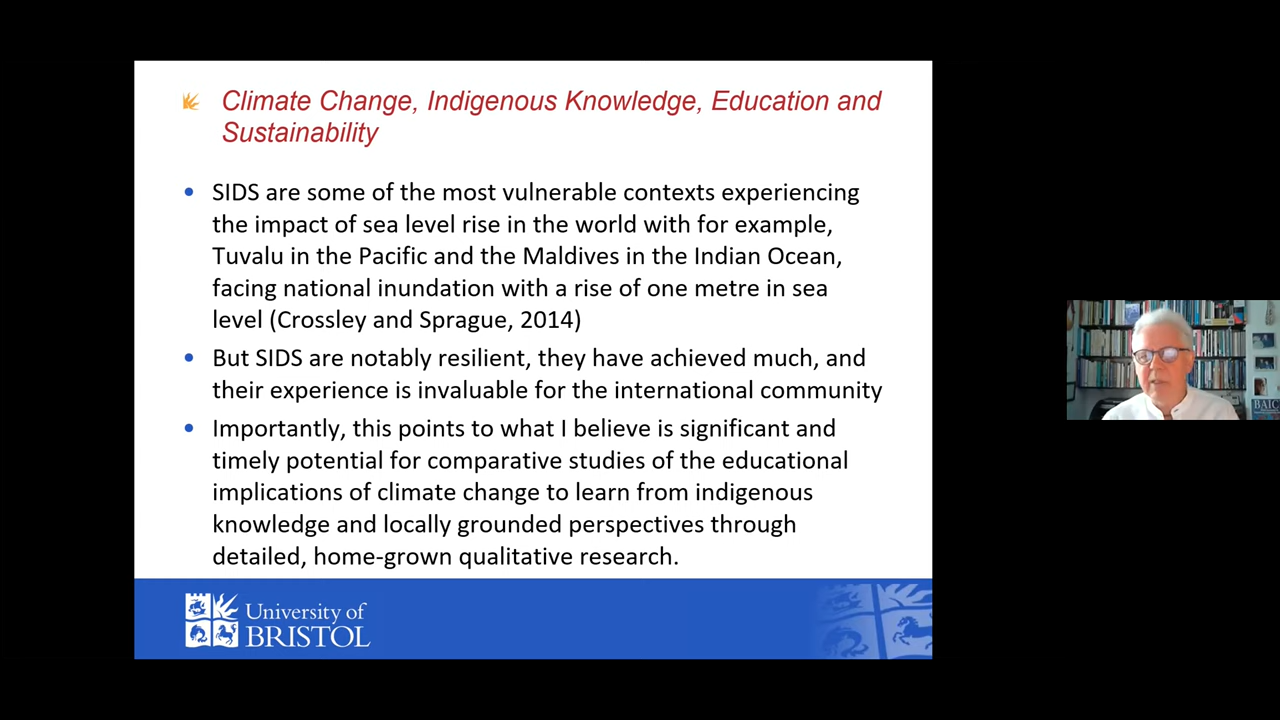 Climate Change, Indigenous Knowledge, Education and
Sustainability
• SIDS are some of the most vulnerable contexts experiencing
the impact of sea level rise in the world with for example,
Tuvalu in the Pacific and the Maldives in the Indian Ocean,
facing national inundation with a rise of one metre in sea
level (Crossley and Sprague, 2014)
• But SIDS are notably resilient, they have achieved much, and
their experience is invaluable for the international community
• Importantly, this points to what I believe is significant and
timely potential for comparative studies of the educational
implications of climate change to learn from indigenous
knowledge and locally grounded perspectives through
detailed, home-grown qualitative research.
University of
BRISTOL
BAIC